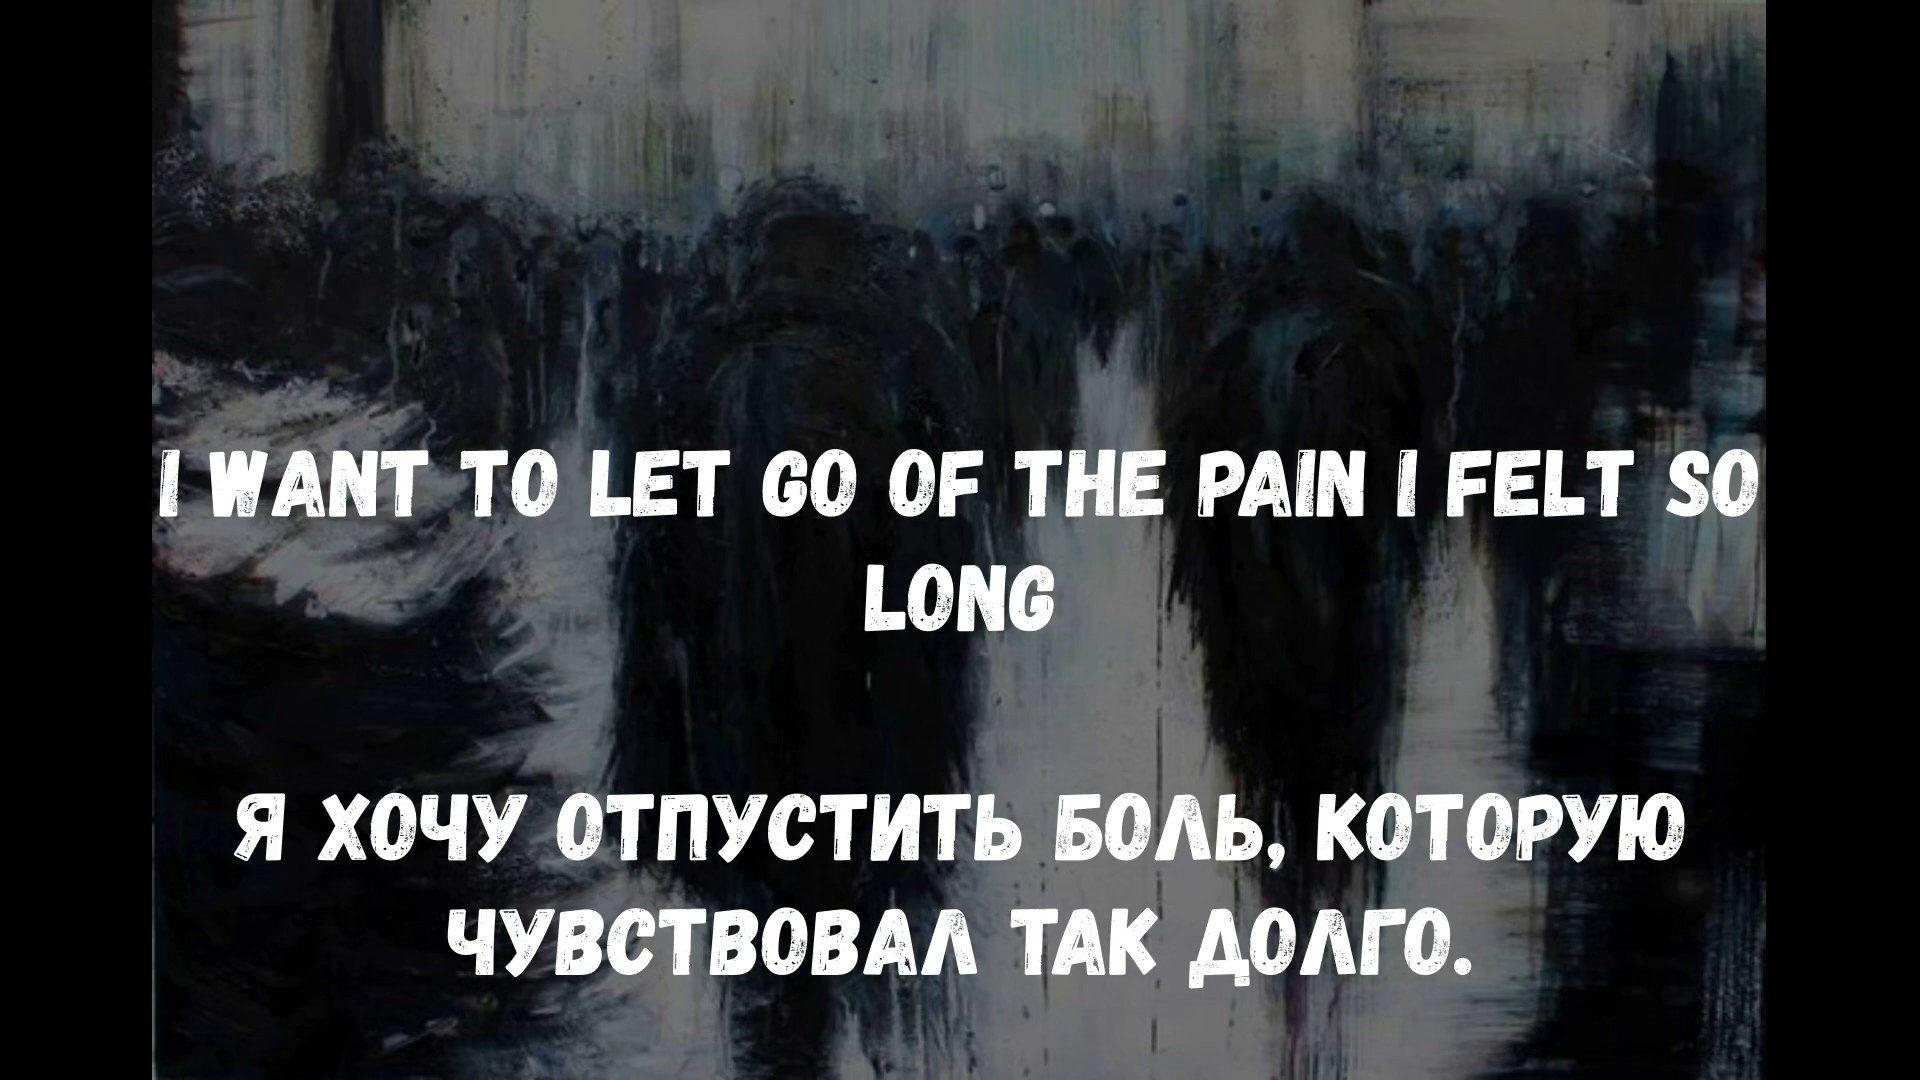 I WANT TO LET GO OF THE PAIN I FELT SO
LONG
Я ХОЧУ ОТПУСТИТЬ БОЛЬ, КОТОРУЮ
ЧУВСТВОВАЛ ТАК ДОЛГО.